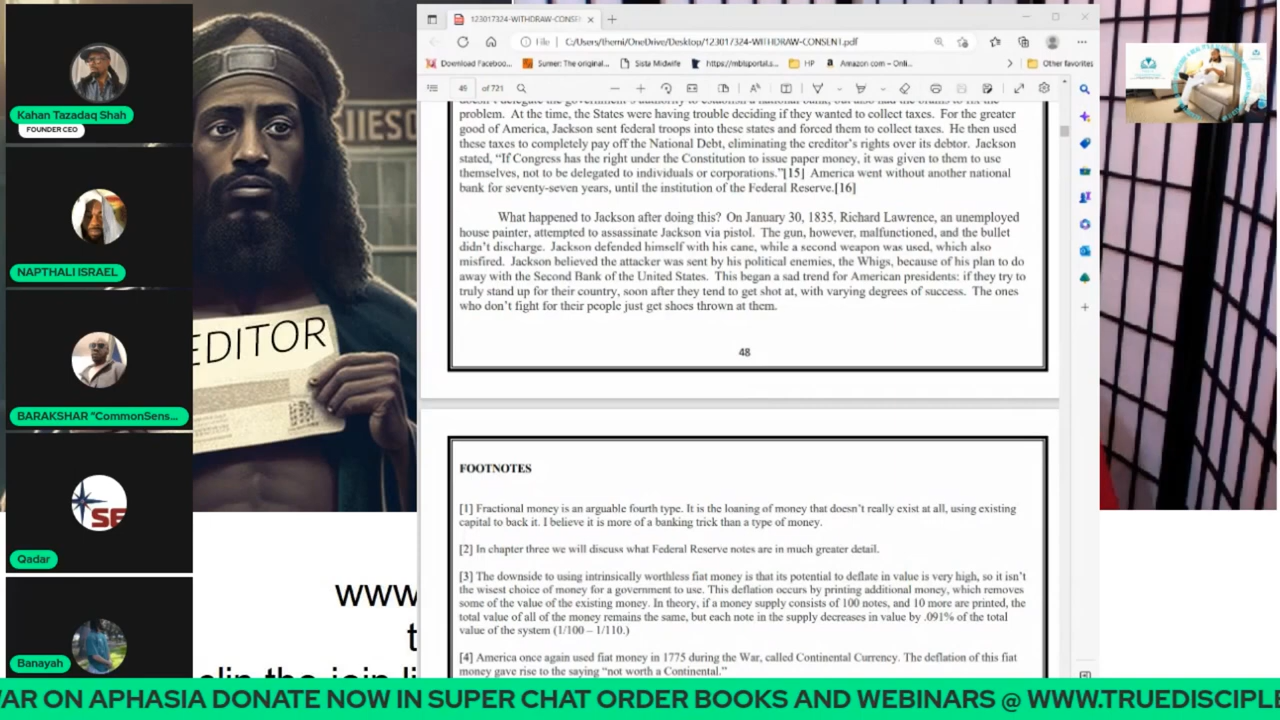 Kahan Tazadaq Shah
FOUNDER CEO
NAPTHALI ISRAEL
BARAKSHAR "CommonSens...
Qadar
Banayah
SE
EDITOR
IESO
www
t
123017324-WITHDRAW-CONSE
File
C:/Users/themi/OneDrive/Desktop/123017324-WITHDRAW-CONSENT.pdf
Download Faceboo...
Sumer: The original...
Sista Midwife
https://mblsportal.s...
HP
Amazon.com – Onli...
Other favorites
45 of 721
doesn't delegate the government's authority to establish a national bank, but also had the brains to fix the
problem. At the time, the States were having trouble deciding if they wanted to collect taxes. For the greater
good of America, Jackson sent federal troops into these states and forced them to collect taxes. He then used
these taxes to completely pay off the National Debt, eliminating the creditor's rights over its debtor. Jackson
stated, "If Congress has the right under the Constitution to issue paper money, it was given to them to use
themselves, not to be delegated to individuals or corporations."[15] America went without another national
bank for seventy-seven years, until the institution of the Federal Reserve.[16]
What happened to Jackson after doing this? On January 30, 1835, Richard Lawrence, an unemployed
house painter, attempted to assassinate Jackson via pistol. The gun, however, malfunctioned, and the bullet
didn't discharge. Jackson defended himself with his cane, while a second weapon was used, which also
misfired. Jackson believed the attacker was sent by his political enemies, the Whigs, because of his plan to do
away with the Second Bank of the United States. This began a sad trend for American presidents: if they try to
truly stand up for their country, soon after they tend to get shot at, with varying degrees of success. The ones
who don't fight for their people just get shoes thrown at them.
48
FOOTNOTES
[1] Fractional money is an arguable fourth type. It is the loaning of money that doesn't really exist at all, using existing
capital to back it. I believe it is more of a banking trick than a type of money.
[2] In chapter three we will discuss what Federal Reserve notes are in much greater detail.
[3] The downside to using intrinsically worthless fiat money is that its potential to deflate in value is very high, so it isn't
the wisest choice of money for a government to use. This deflation occurs by printing additional money, which removes
some of the value of the existing money. In theory, if a money supply consists of 100 notes, and 10 more are printed, the
total value of all of the money remains the same, but each note in the supply decreases in value by .091% of the total
value of the system (1/100 – 1/110.)
[4] America once again used fiat money in 1775 during the War, called Continental Currency. The deflation of this fiat
money gave rise to the saying "not worth a Continental."
WAR ON APHASIA DONATE NOW IN SUPER CHAT ORDER BOOKS AND WEBINARS @ WWW.TRUEDISCIPLE